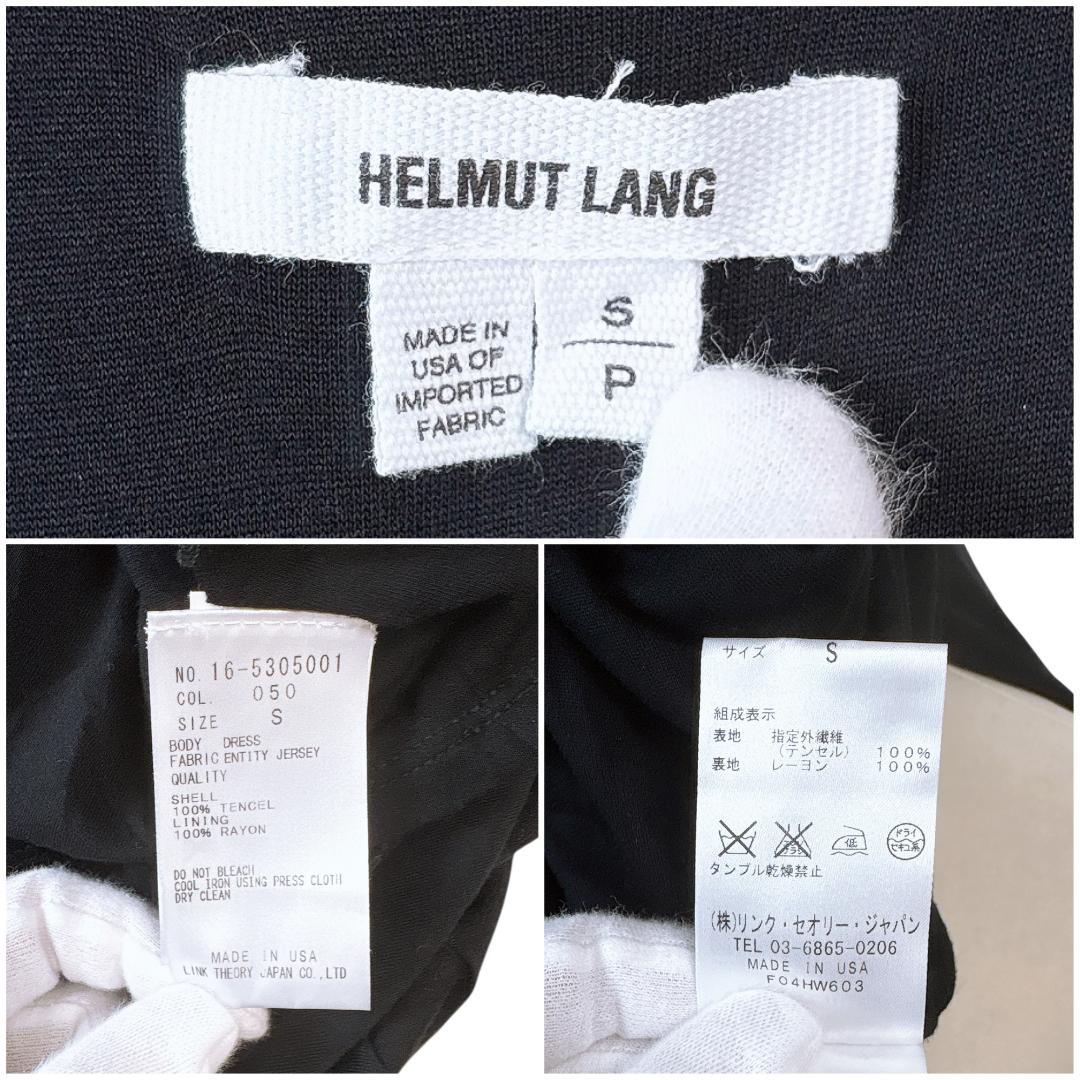 HELMUT LANG
MADE IN
USA OF
IMPORTED
FABRIC
S
P
NO. 16-5305001
COL. 050
SIZE S
BODY DRESS
FABRIC ENTITY JERSEY
QUALITY
SHELL
100% TENCEL
LINING
100% RAYON
DO NOT BLEACH
COOL IRON USING PRESS CLOTH
DRY CLEAN
MADE IN USA
LINK THEORY JAPAN CO.,LTD
サイズ S
組成表示
表地 指定外繊維
(テンセル) 100%
裏地 レーヨン 100%
低
ドライ
セキユ系
タンブル乾燥禁止
(株)リンク・セオリー・ジャパン
TEL 03-6865-0206
MADE IN USA
F04HW603